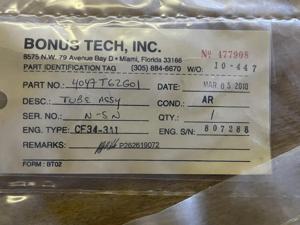 BONUS TECH, INC.
8575 N.W. 79 Avenue Bay D • Miami, Florida 33166
Nº 477908
PART IDENTIFICATION TAG (305) 884-6670 W/O: 10-447
PART NO.: 4047T62G01 DATE: MAR 05 2010
DESC.: TUBE ASSY COND.: AR
SER. NO.: N-S N QTY.: 1
ENG. TYPE: CF34-3A1 ENG. S/N: 807288
REMARKS: P262619072
FORM: BT02